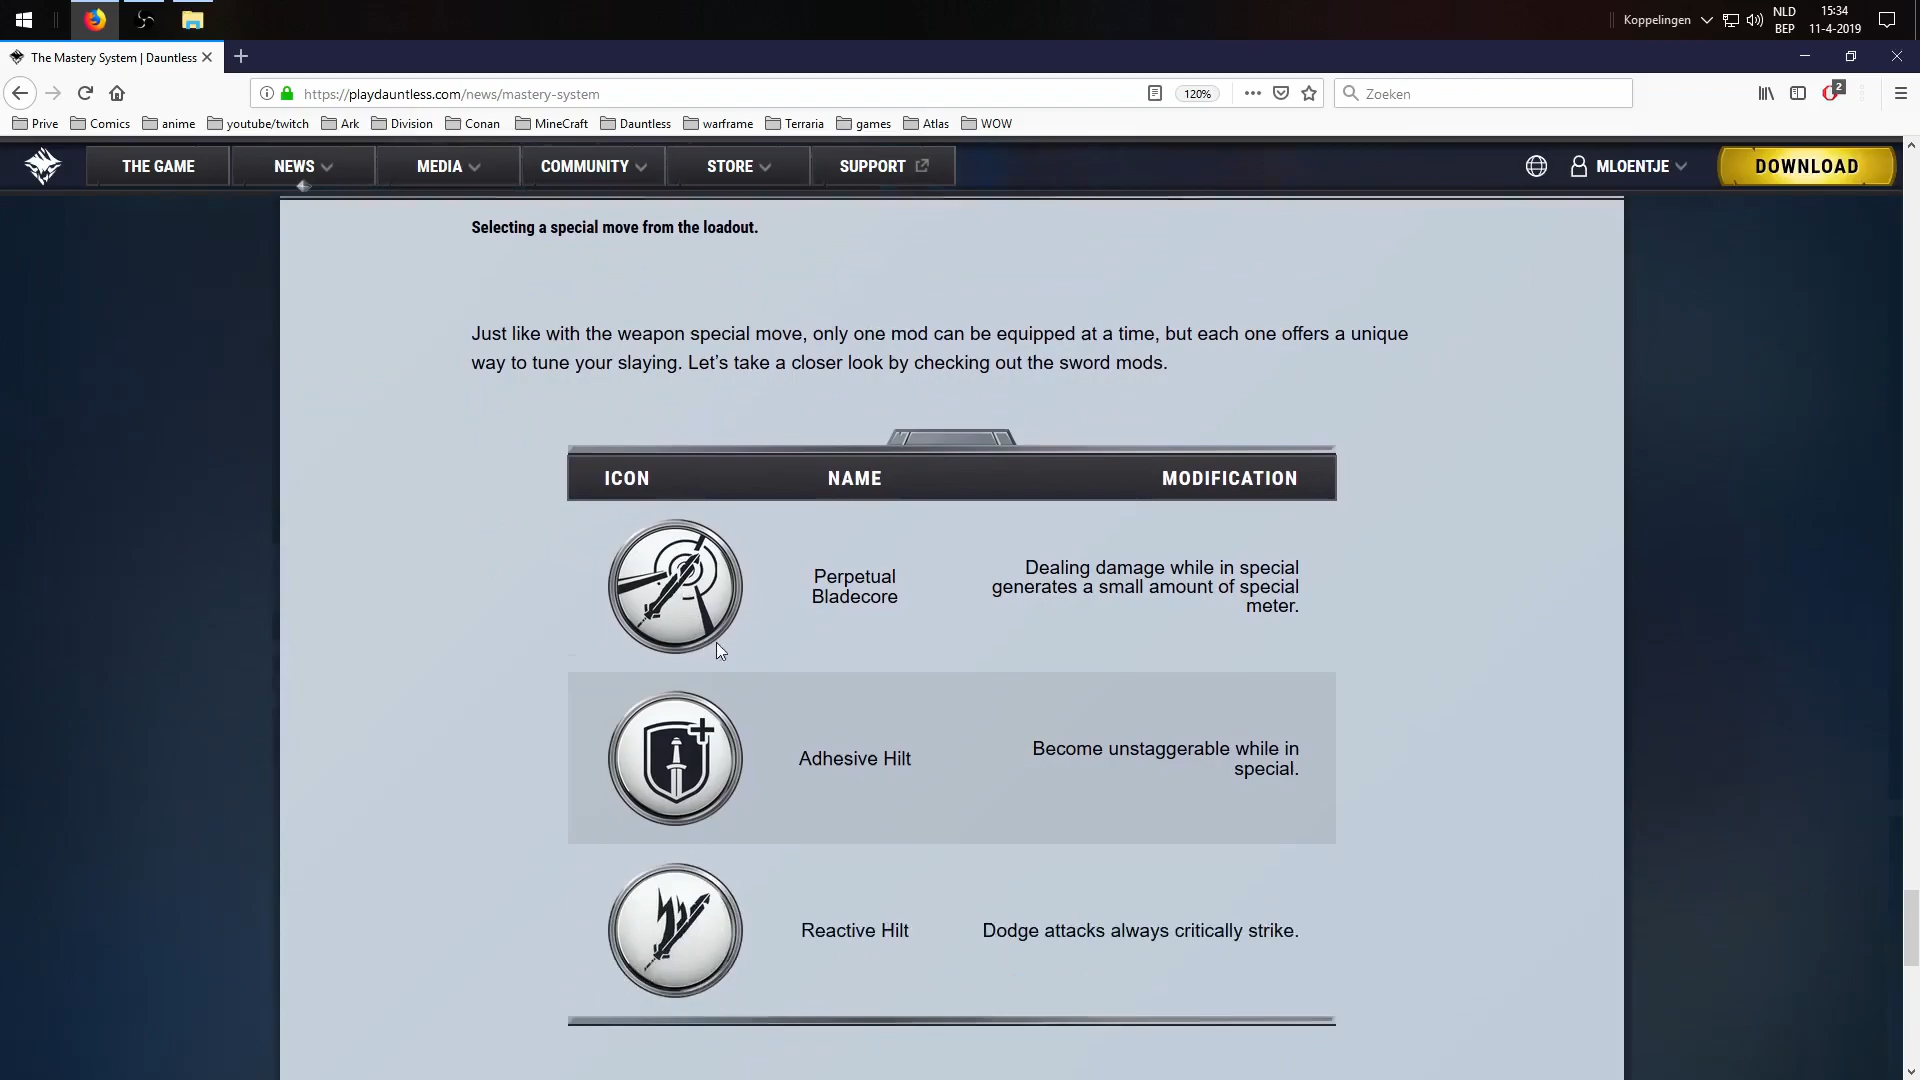 Koppelingen
NLD
BEP
15:34
11-4-2019
The Mastery System | Dauntless
https://playdauntless.com/news/mastery-system
120%
Zoeken
2
Prive
Comics
anime
youtube/twitch
Ark
Division
Conan
MineCraft
Dauntless
warframe
Terraria
games
Atlas
WOW
THE GAME
NEWS
MEDIA
COMMUNITY
STORE
SUPPORT
MLOENTJE
DOWNLOAD
Selecting a special move from the loadout.
Just like with the weapon special move, only one mod can be equipped at a time, but each one offers a unique
way to tune your slaying. Let’s take a closer look by checking out the sword mods.
ICON
NAME
MODIFICATION
Perpetual
Bladecore
Dealing damage while in special
generates a small amount of special
meter.
Adhesive Hilt
Become unstaggerable while in
special.
Reactive Hilt
Dodge attacks always critically strike.